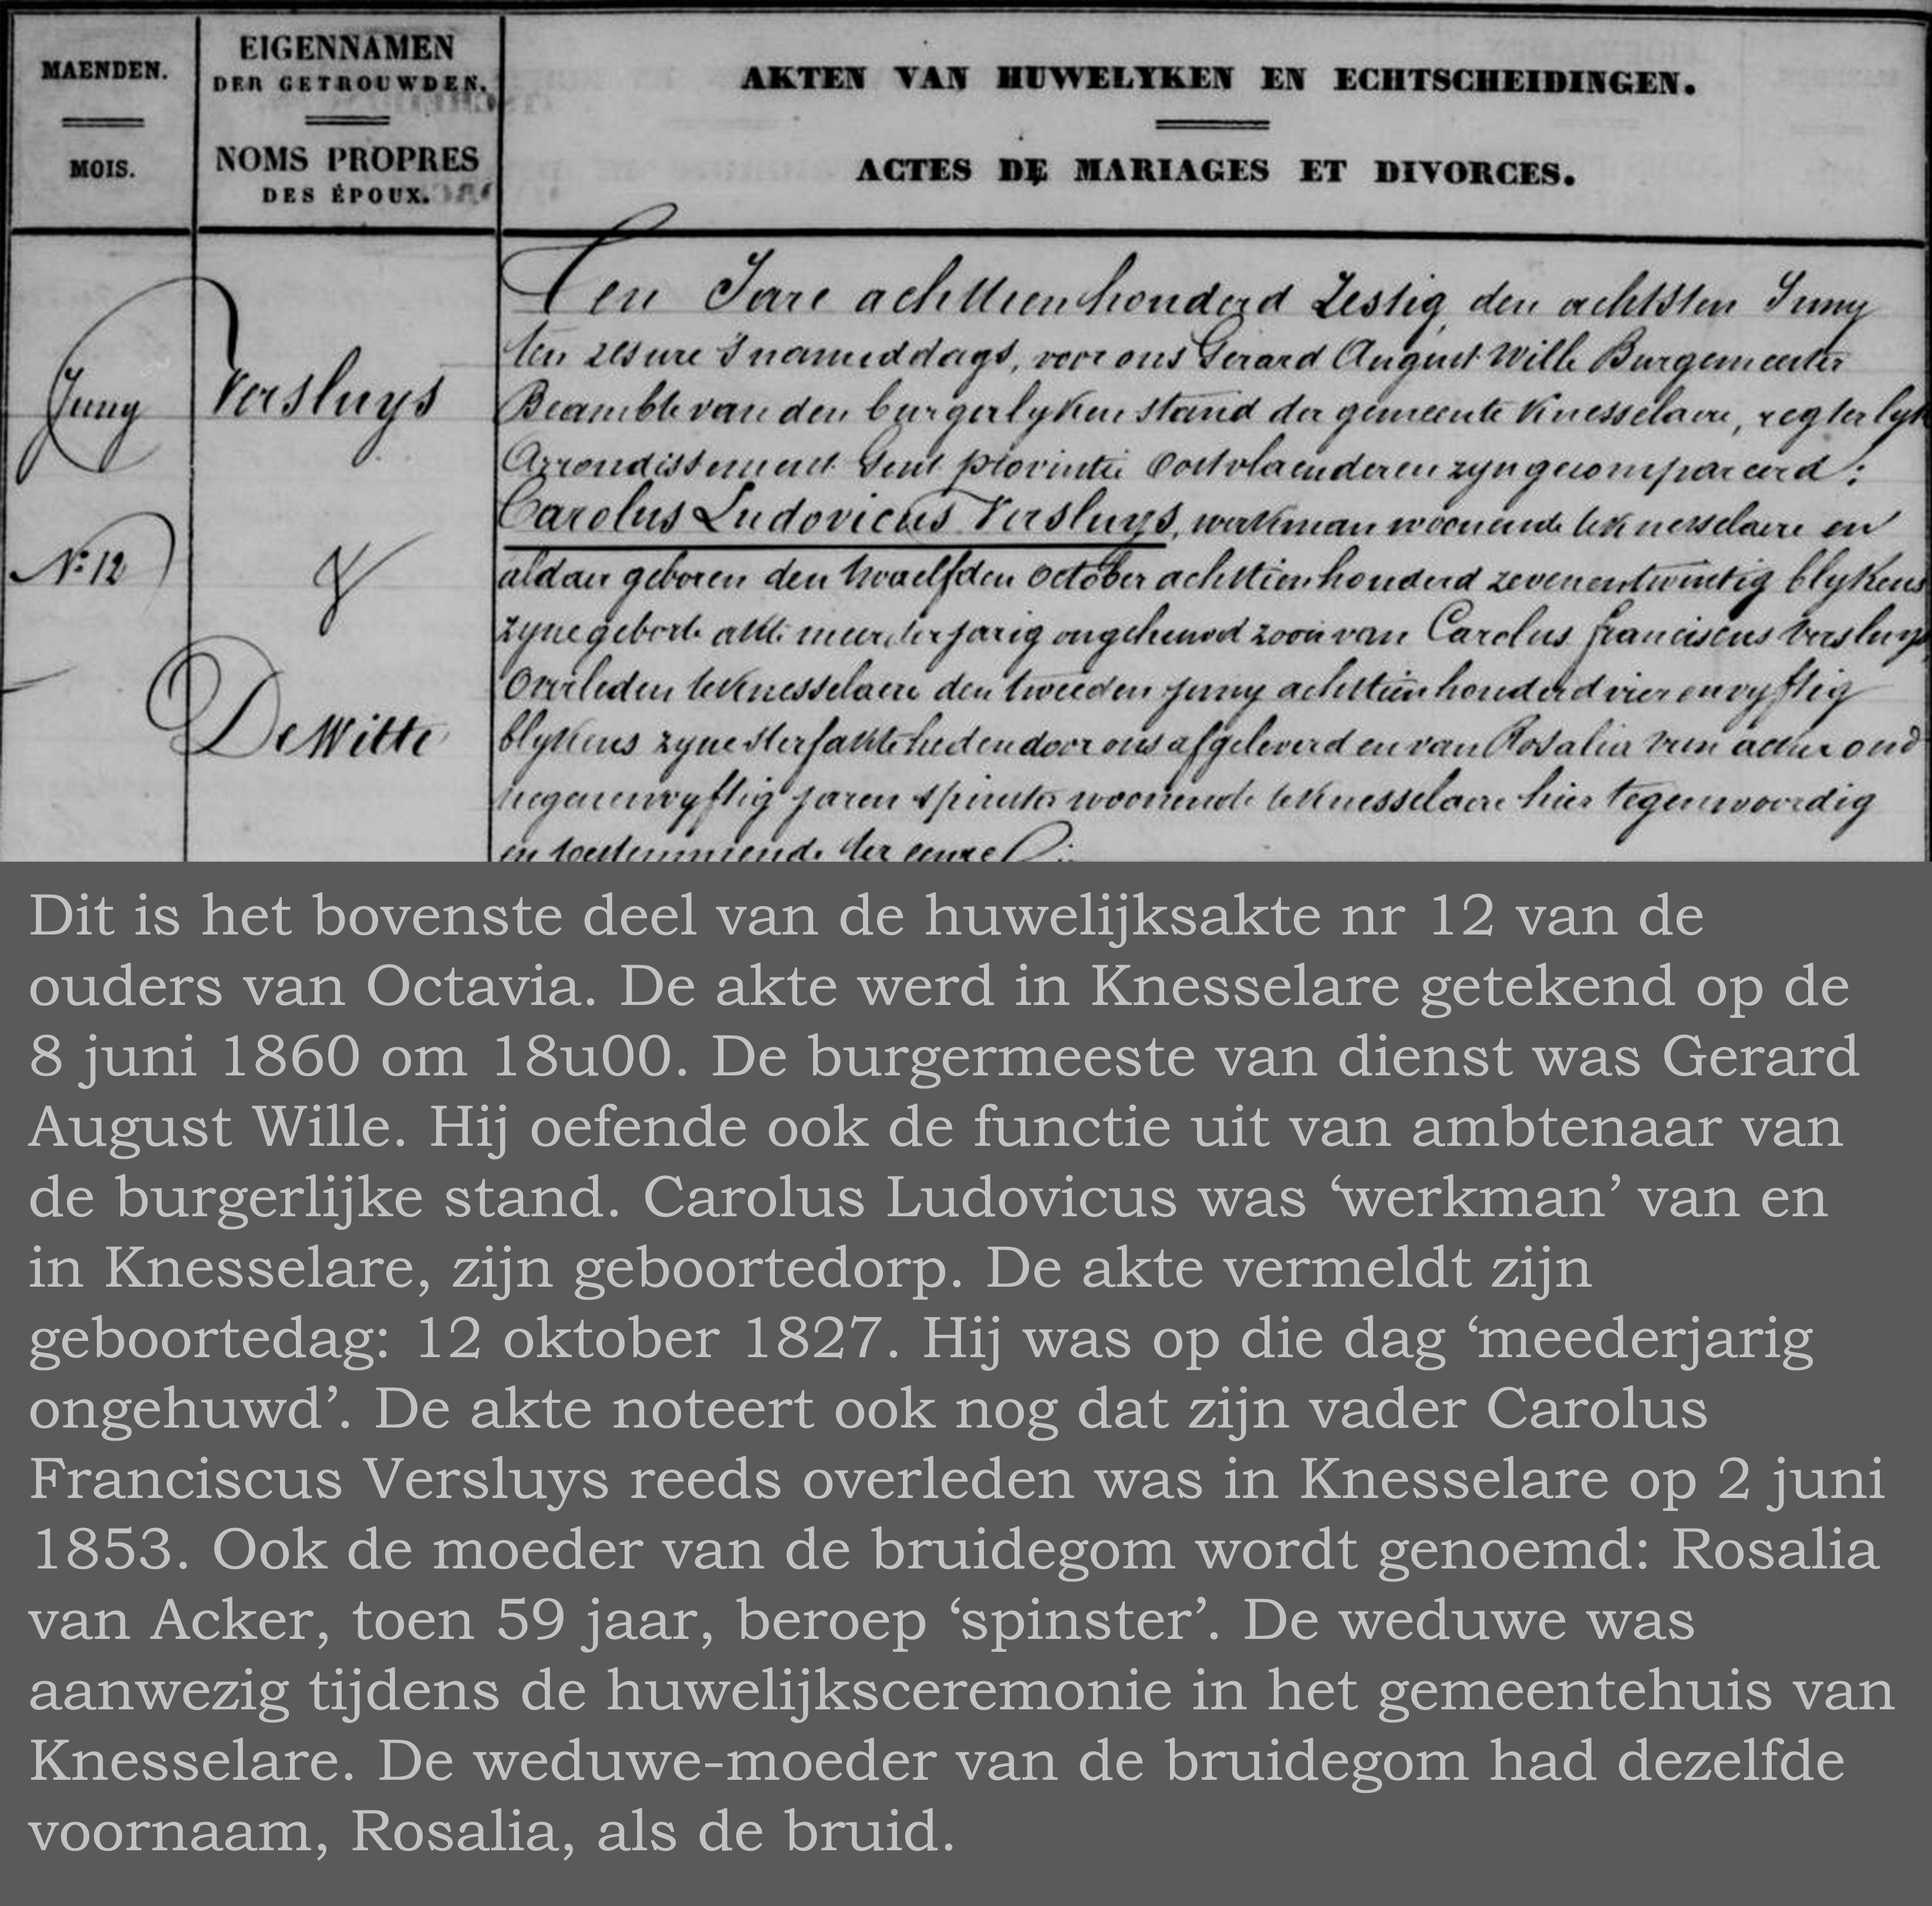 MAENDEN.
MOIS.
EIGENNAMEN
DER GETROUWDEN.
NOMS PROPRES
DES ÉPOUX.
AKTEN VAN HUWELYKEN EN ECHTSCHEIDINGEN.
ACTES DE MARIAGES ET DIVORCES.
Juny
Nº 12
Versluys
&
De Witte
Ten Jare achttienhonderd Zestig den achtsten Juny
ten zes ure s'namiddags, voor ons Gerard August Wille Burgemeester
Beambte van den burgerlyken stand der gemeente Knesselaere, regterlyk
Arrondissement Gent provintie Oostvlaenderen zyn gecompareerd:
Carolus Ludovicus Versluys, werkman woonende te Knesselaere en
aldaer geboren den twaelfden October achttienhonderd zevenentwintig blykens
zyne geborte akte meerderjarig ongehuwd zoon van Carolus franciscus Versluys
Overleden te Knesselaere den tweeden juny achttienhonderd vierenvyftig
blykens zyne sterfakte heden door ons afgeleverd en van Rosalia van acker oud
negenenvyftig jaren spinster woonende te Knesselaere hier tegenwoordig
en toestemmende ter eenre
Dit is het bovenste deel van de huwelijksakte nr 12 van de
ouders van Octavia. De akte werd in Knesselare getekend op de
8 juni 1860 om 18u00. De burgermeeste van dienst was Gerard
August Wille. Hij oefende ook de functie uit van ambtenaar van
de burgerlijke stand. Carolus Ludovicus was ‘werkman’ van en
in Knesselare, zijn geboortedorp. De akte vermeldt zijn
geboortedag: 12 oktober 1827. Hij was op die dag ‘meederjarig
ongehuwd’. De akte noteert ook nog dat zijn vader Carolus
Franciscus Versluys reeds overleden was in Knesselare op 2 juni
1853. Ook de moeder van de bruidegom wordt genoemd: Rosalia
van Acker, toen 59 jaar, beroep ‘spinster’. De weduwe was
aanwezig tijdens de huwelijksceremonie in het gemeentehuis van
Knesselare. De weduwe-moeder van de bruidegom had dezelfde
voornaam, Rosalia, als de bruid.